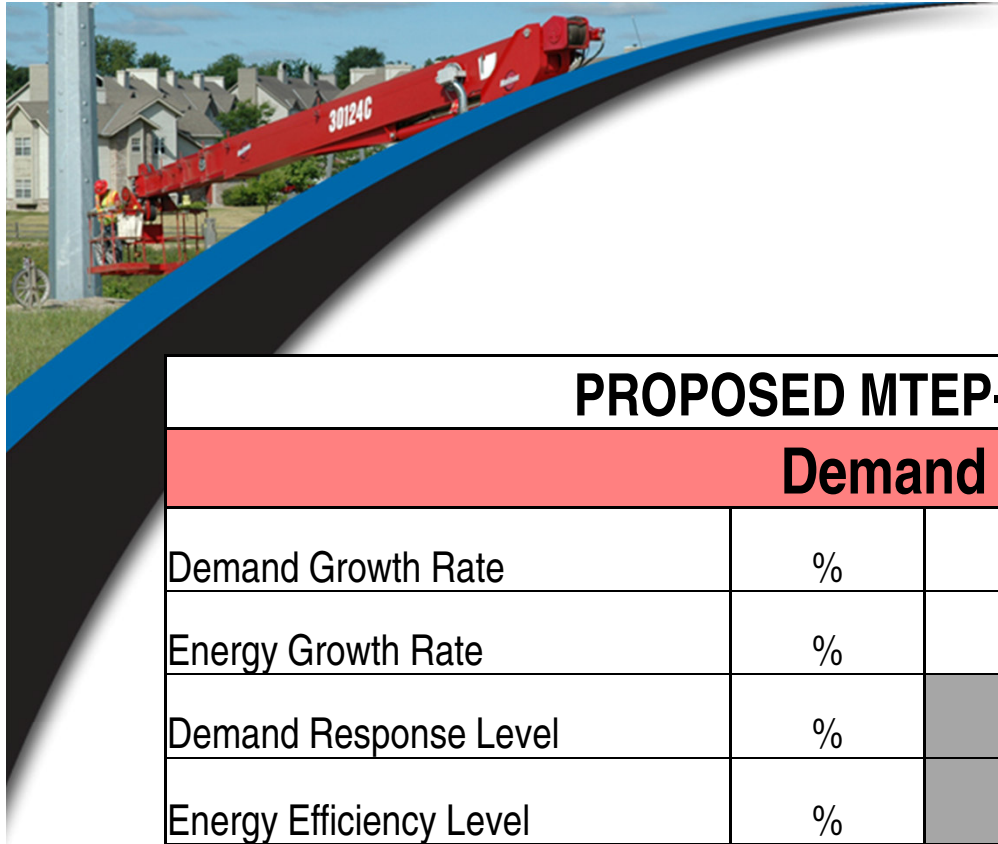 30124C
PROPOSED MTEP-
Demand
Demand Growth Rate %
Energy Growth Rate %
Demand Response Level %
Energy Efficiency Level %